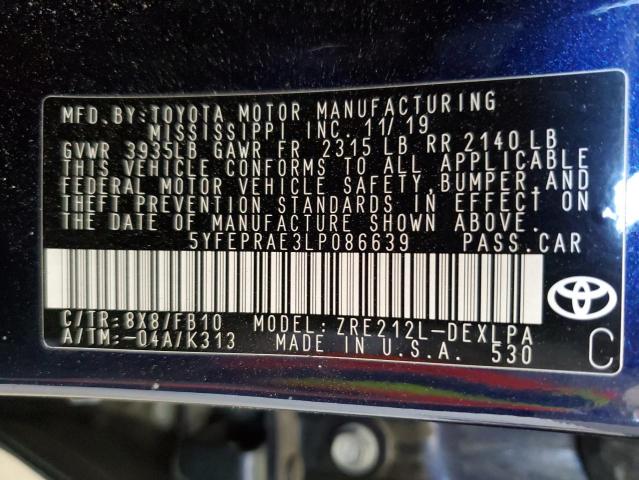 MFD.BY:TOYOTA MOTOR MANUFACTURING
MISSISSIPPI INC. 11/19
GVWR 3935LB GAWR FR 2315 LB RR 2140 LB
THIS VEHICLE CONFORMS TO ALL APPLICABLE
FEDERAL MOTOR VEHICLE SAFETY,BUMPER,AND
THEFT PREVENTION STANDARDS IN EFFECT ON
THE DATE OF MANUFACTURE SHOWN ABOVE.
5YFEPRAE3LP086639 PASS.CAR
C/TR:8X8/FB10 MODEL:ZRE212L-DEXLPA
A/TM:-04A/K313 MADE IN U.S.A. 530
C